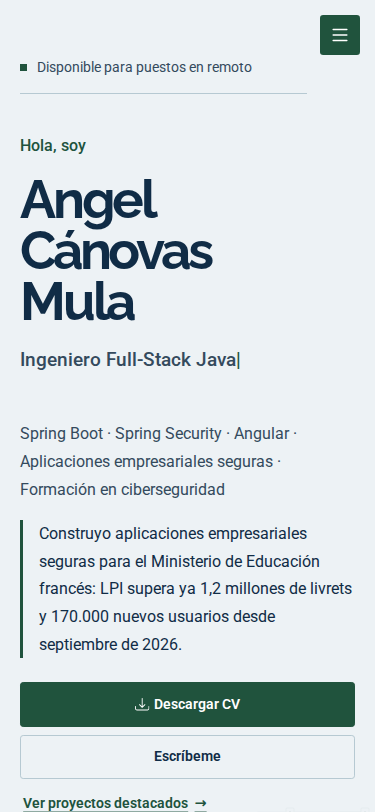 Disponible para puestos en remoto
Hola, soy
Angel
Cánovas
Mula
Ingeniero Full-Stack Java|
Spring Boot · Spring Security · Angular ·
Aplicaciones empresariales seguras ·
Formación en ciberseguridad
Construyo aplicaciones empresariales
seguras para el Ministerio de Educación
francés: LPI supera ya 1,2 millones de livrets
y 170.000 nuevos usuarios desde
septiembre de 2026.
Descargar CV
Escríbeme
Ver proyectos destacados →